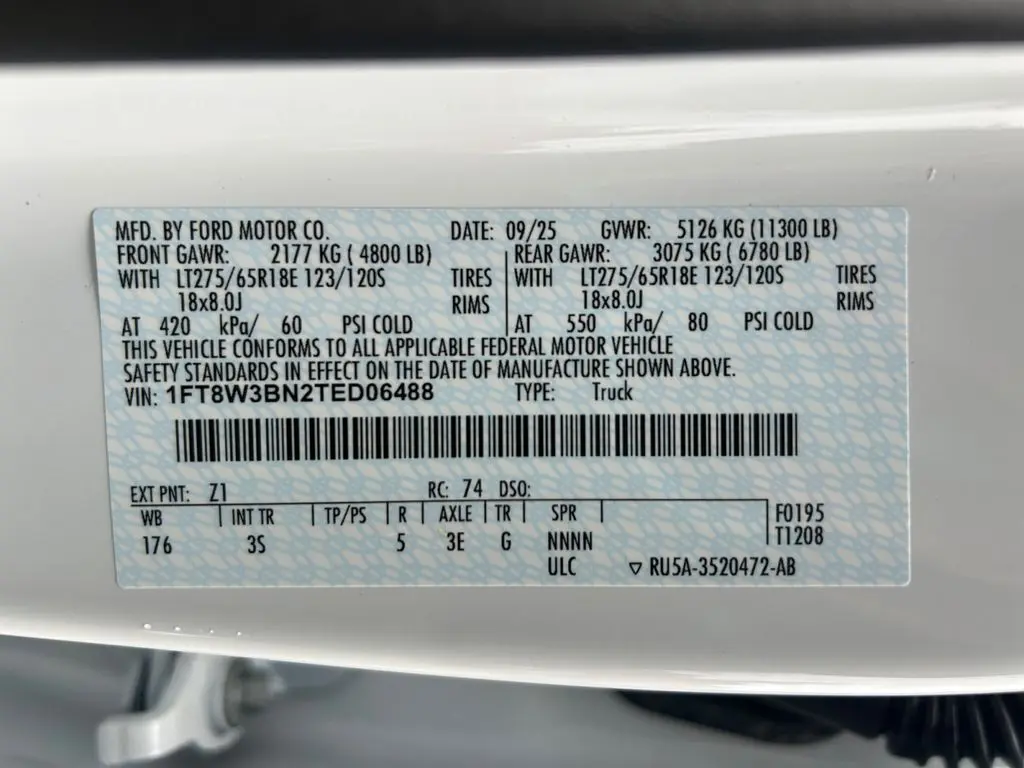 MFD. BY FORD MOTOR CO. DATE: 09/25 GVWR: 5126 KG (11300 LB)
FRONT GAWR: 2177 KG ( 4800 LB) REAR GAWR: 3075 KG ( 6780 LB)
WITH LT275/65R18E 123/120S TIRES WITH LT275/65R18E 123/120S TIRES
18x8.0J RIMS 18x8.0J RIMS
AT 420 kPa/ 60 PSI COLD AT 550 kPa/ 80 PSI COLD
THIS VEHICLE CONFORMS TO ALL APPLICABLE FEDERAL MOTOR VEHICLE
SAFETY STANDARDS IN EFFECT ON THE DATE OF MANUFACTURE SHOWN ABOVE.
VIN: 1FT8W3BN2TED06488 TYPE: Truck
EXT PNT: Z1 RC: 74 DSO:
WB INT TR TP/PS R AXLE TR SPR F0195
176 3S 5 3E G NNNN T1208
ULC ▽ RU5A-3520472-AB